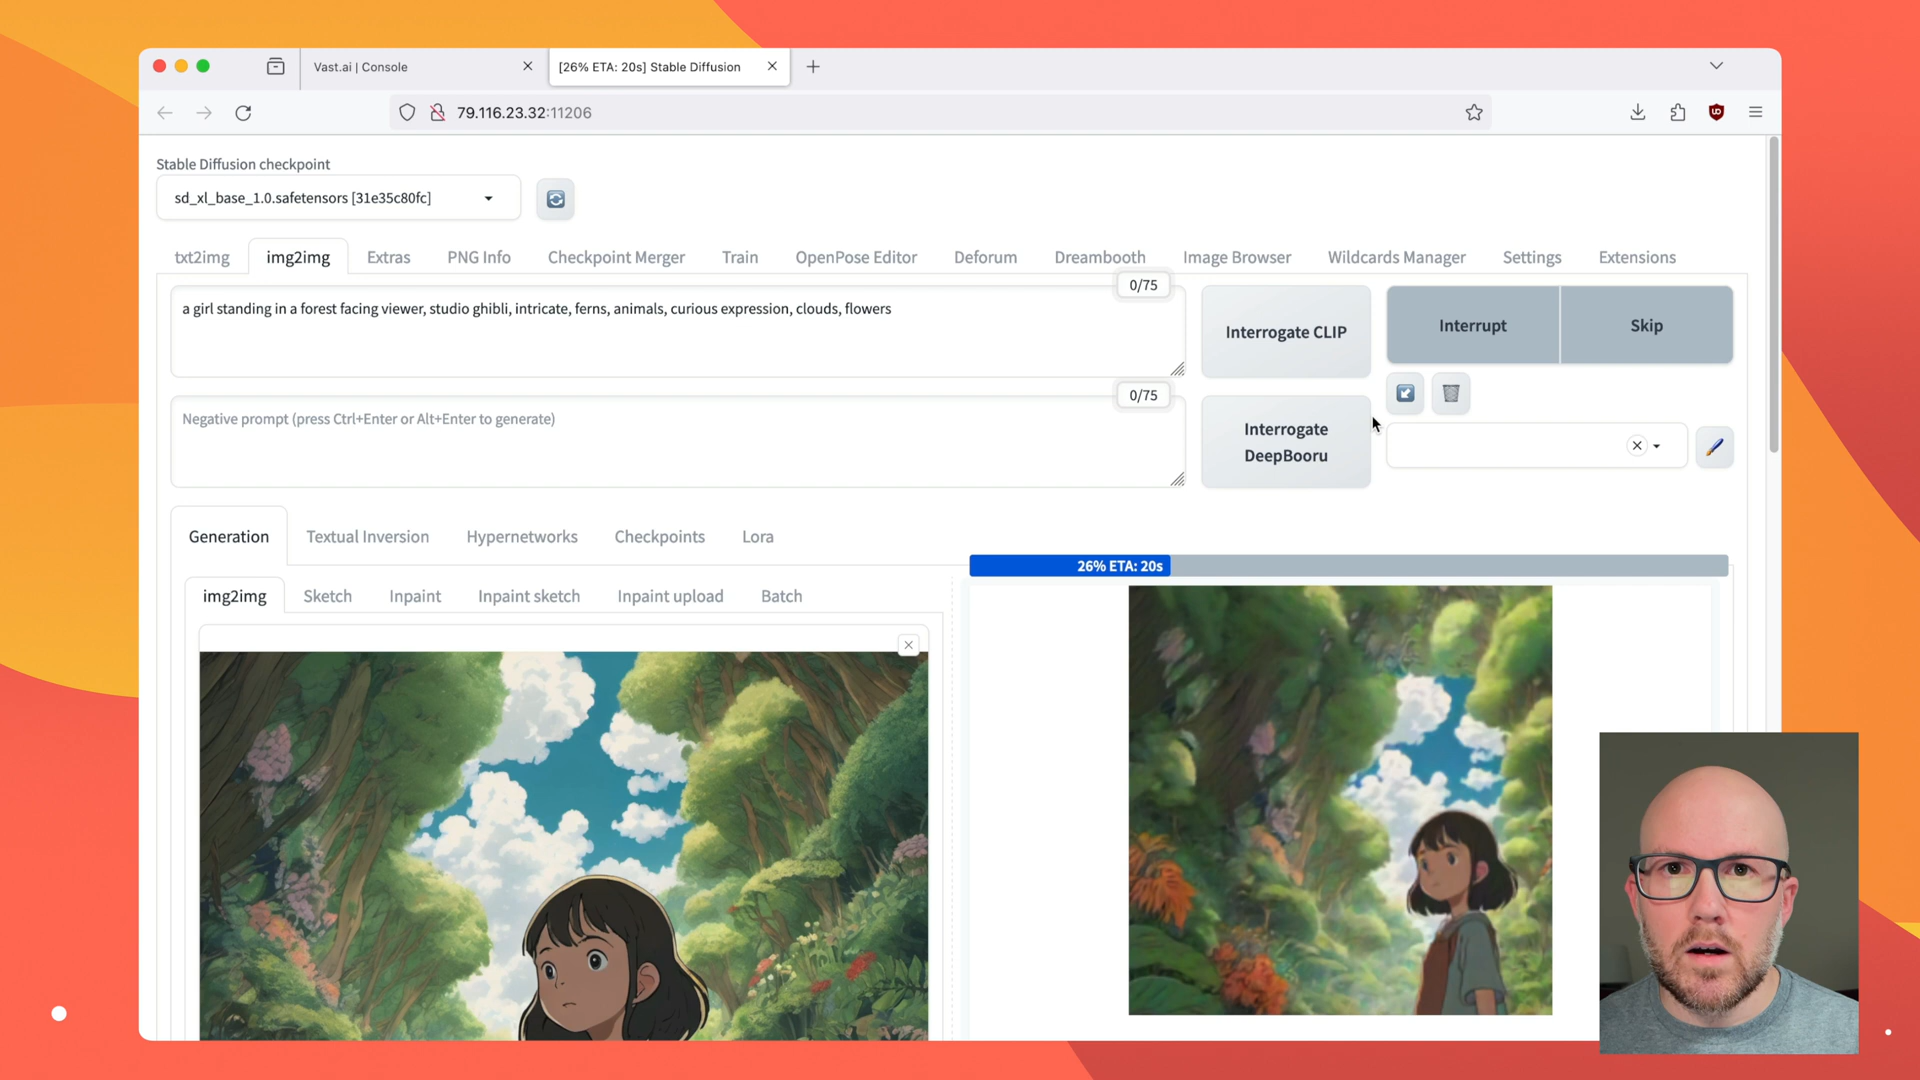 Vast.ai | Console
[26% ETA: 20s] Stable Diffusion
79.116.23.32:11206
Stable Diffusion checkpoint
sd_xl_base_1.0.safetensors [31e35c80fc]
txt2img img2img Extras PNG Info Checkpoint Merger Train OpenPose Editor Deforum Dreambooth Image Browser Wildcards Manager Settings Extensions
0/75
a girl standing in a forest facing viewer, studio ghibli, intricate, ferns, animals, curious expression, clouds, flowers
Interrogate CLIP
Interrupt Skip
0/75
Negative prompt (press Ctrl+Enter or Alt+Enter to generate)
Interrogate
DeepBooru
Generation Textual Inversion Hypernetworks Checkpoints Lora
26% ETA: 20s
img2img Sketch Inpaint Inpaint sketch Inpaint upload Batch